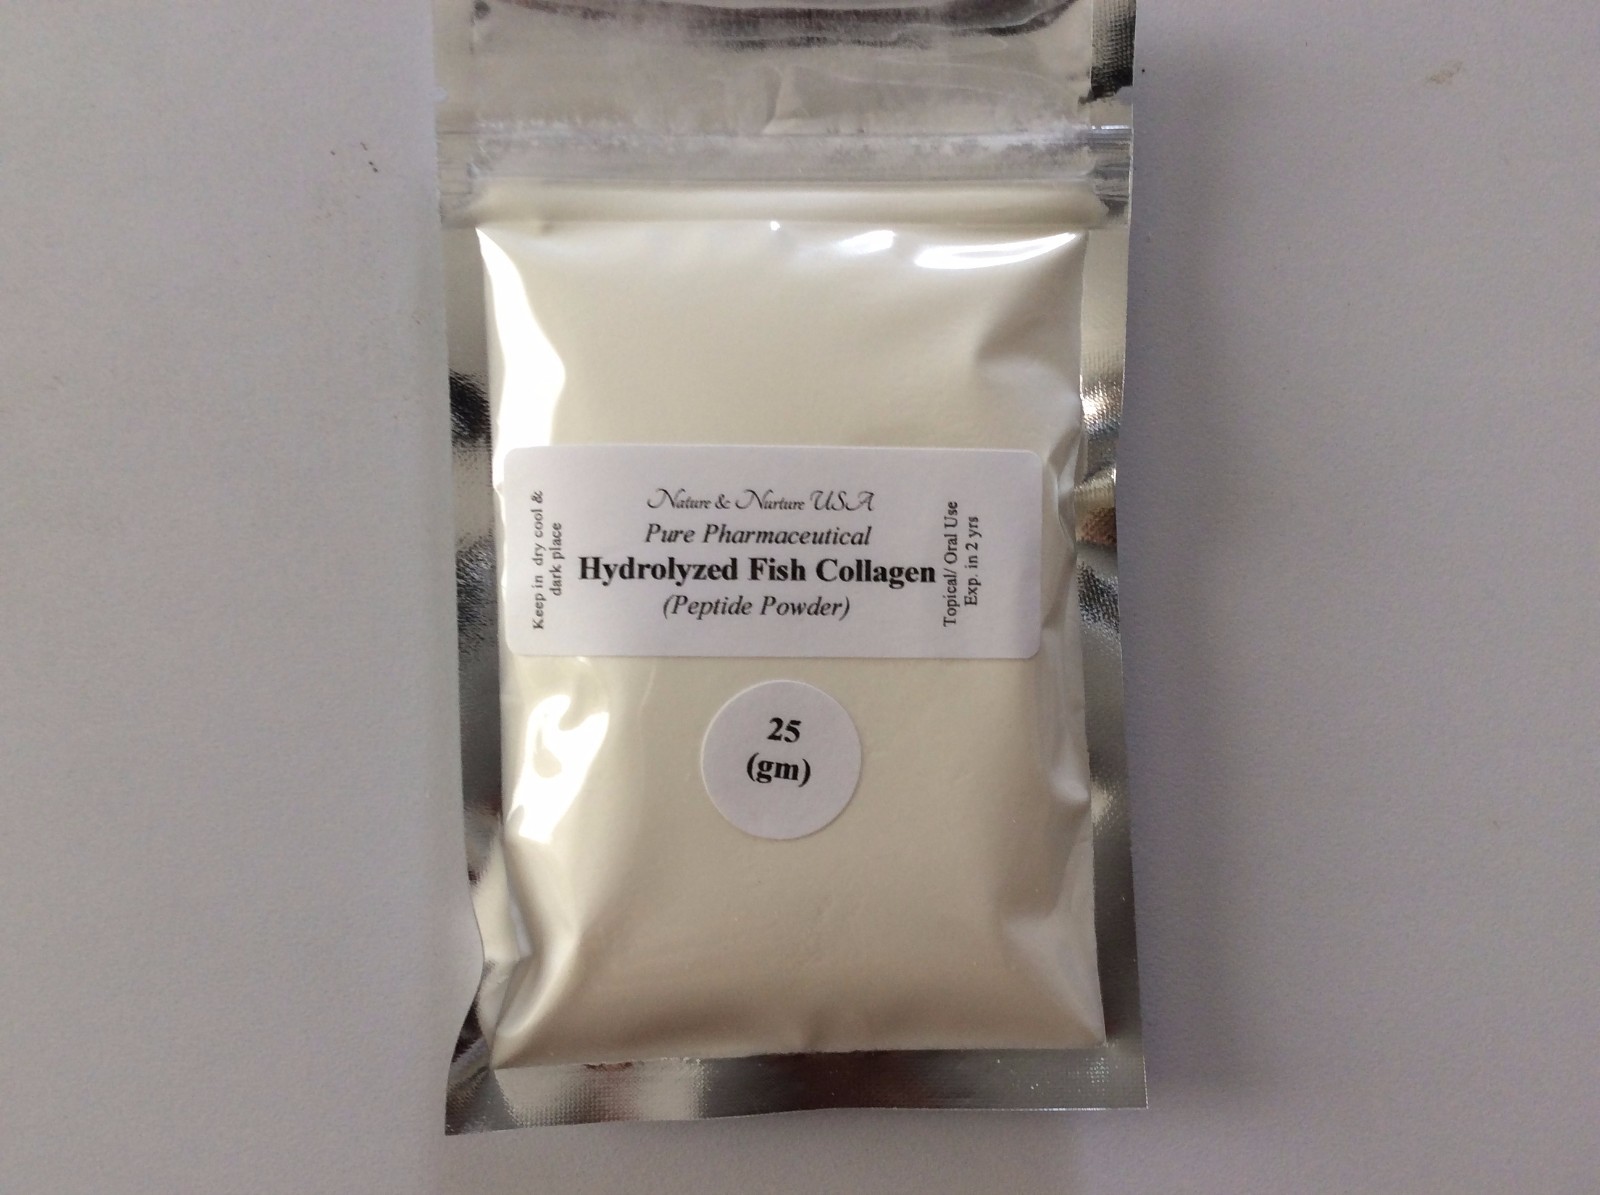 Nature & Nurture USA
Pure Pharmaceutical
Hydrolyzed Fish Collagen
(Peptide Powder)
Keep in dry cool &
dark place
Topical/ Oral Use
Exp. in 2 yrs
25
(gm)